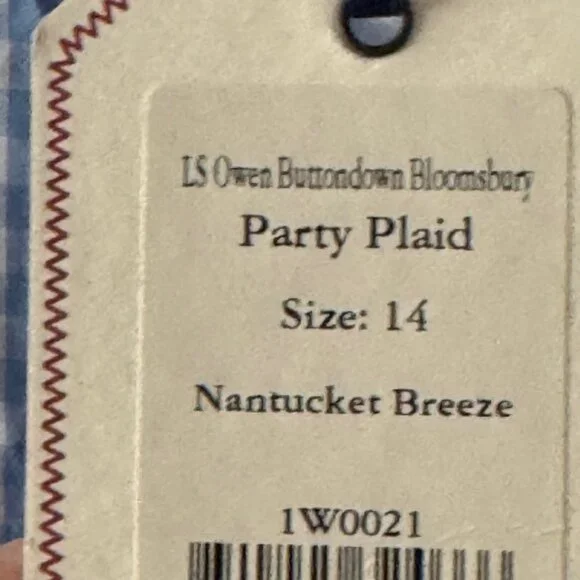 LS Owen Buttondown Bloomsbury
Party Plaid
Size: 14
Nantucket Breeze
1W0021